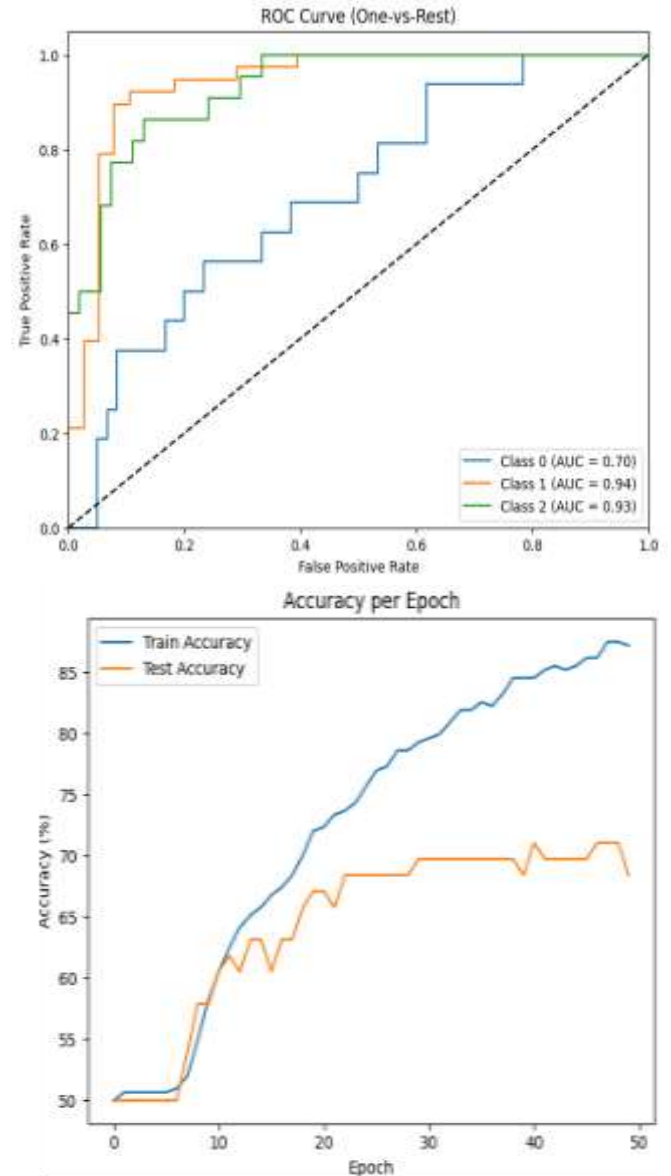 ROC Curve (One-vs-Rest)
1.0
0.8
0.6
0.4
0.2
0.0
True Positive Rate
Class 0 (AUC = 0.70)
Class 1 (AUC = 0.94)
Class 2 (AUC = 0.93)
0.0 0.2 0.4 0.6 0.8 1.0
False Positive Rate
Accuracy per Epoch
Train Accuracy
Test Accuracy
85
80
75
70
65
60
55
50
Accuracy (%)
0 10 20 30 40 50
Epoch